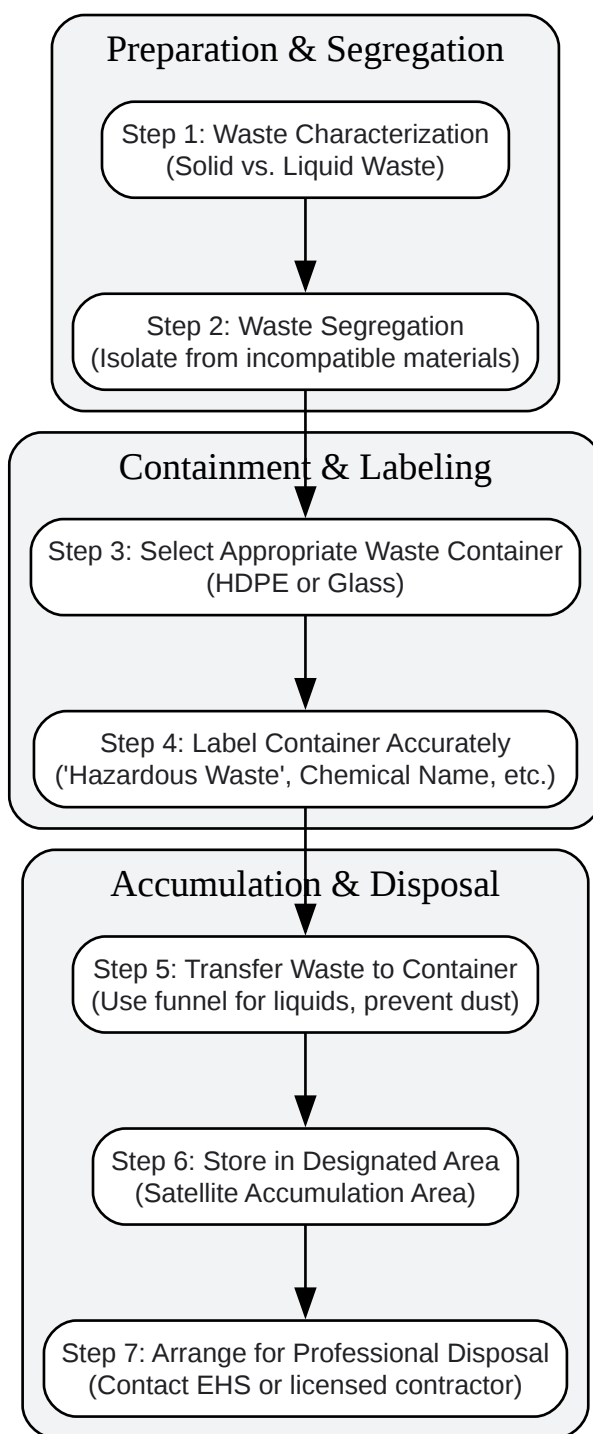 Preparation & Segregation
Step 1: Waste Characterization
(Solid vs. Liquid Waste)
Step 2: Waste Segregation
(Isolate from incompatible materials)
Containment & Labeling
Step 3: Select Appropriate Waste Container
(HDPE or Glass)
Step 4: Label Container Accurately
('Hazardous Waste', Chemical Name, etc.)
Accumulation & Disposal
Step 5: Transfer Waste to Container
(Use funnel for liquids, prevent dust)
Step 6: Store in Designated Area
(Satellite Accumulation Area)
Step 7: Arrange for Professional Disposal
(Contact EHS or licensed contractor)